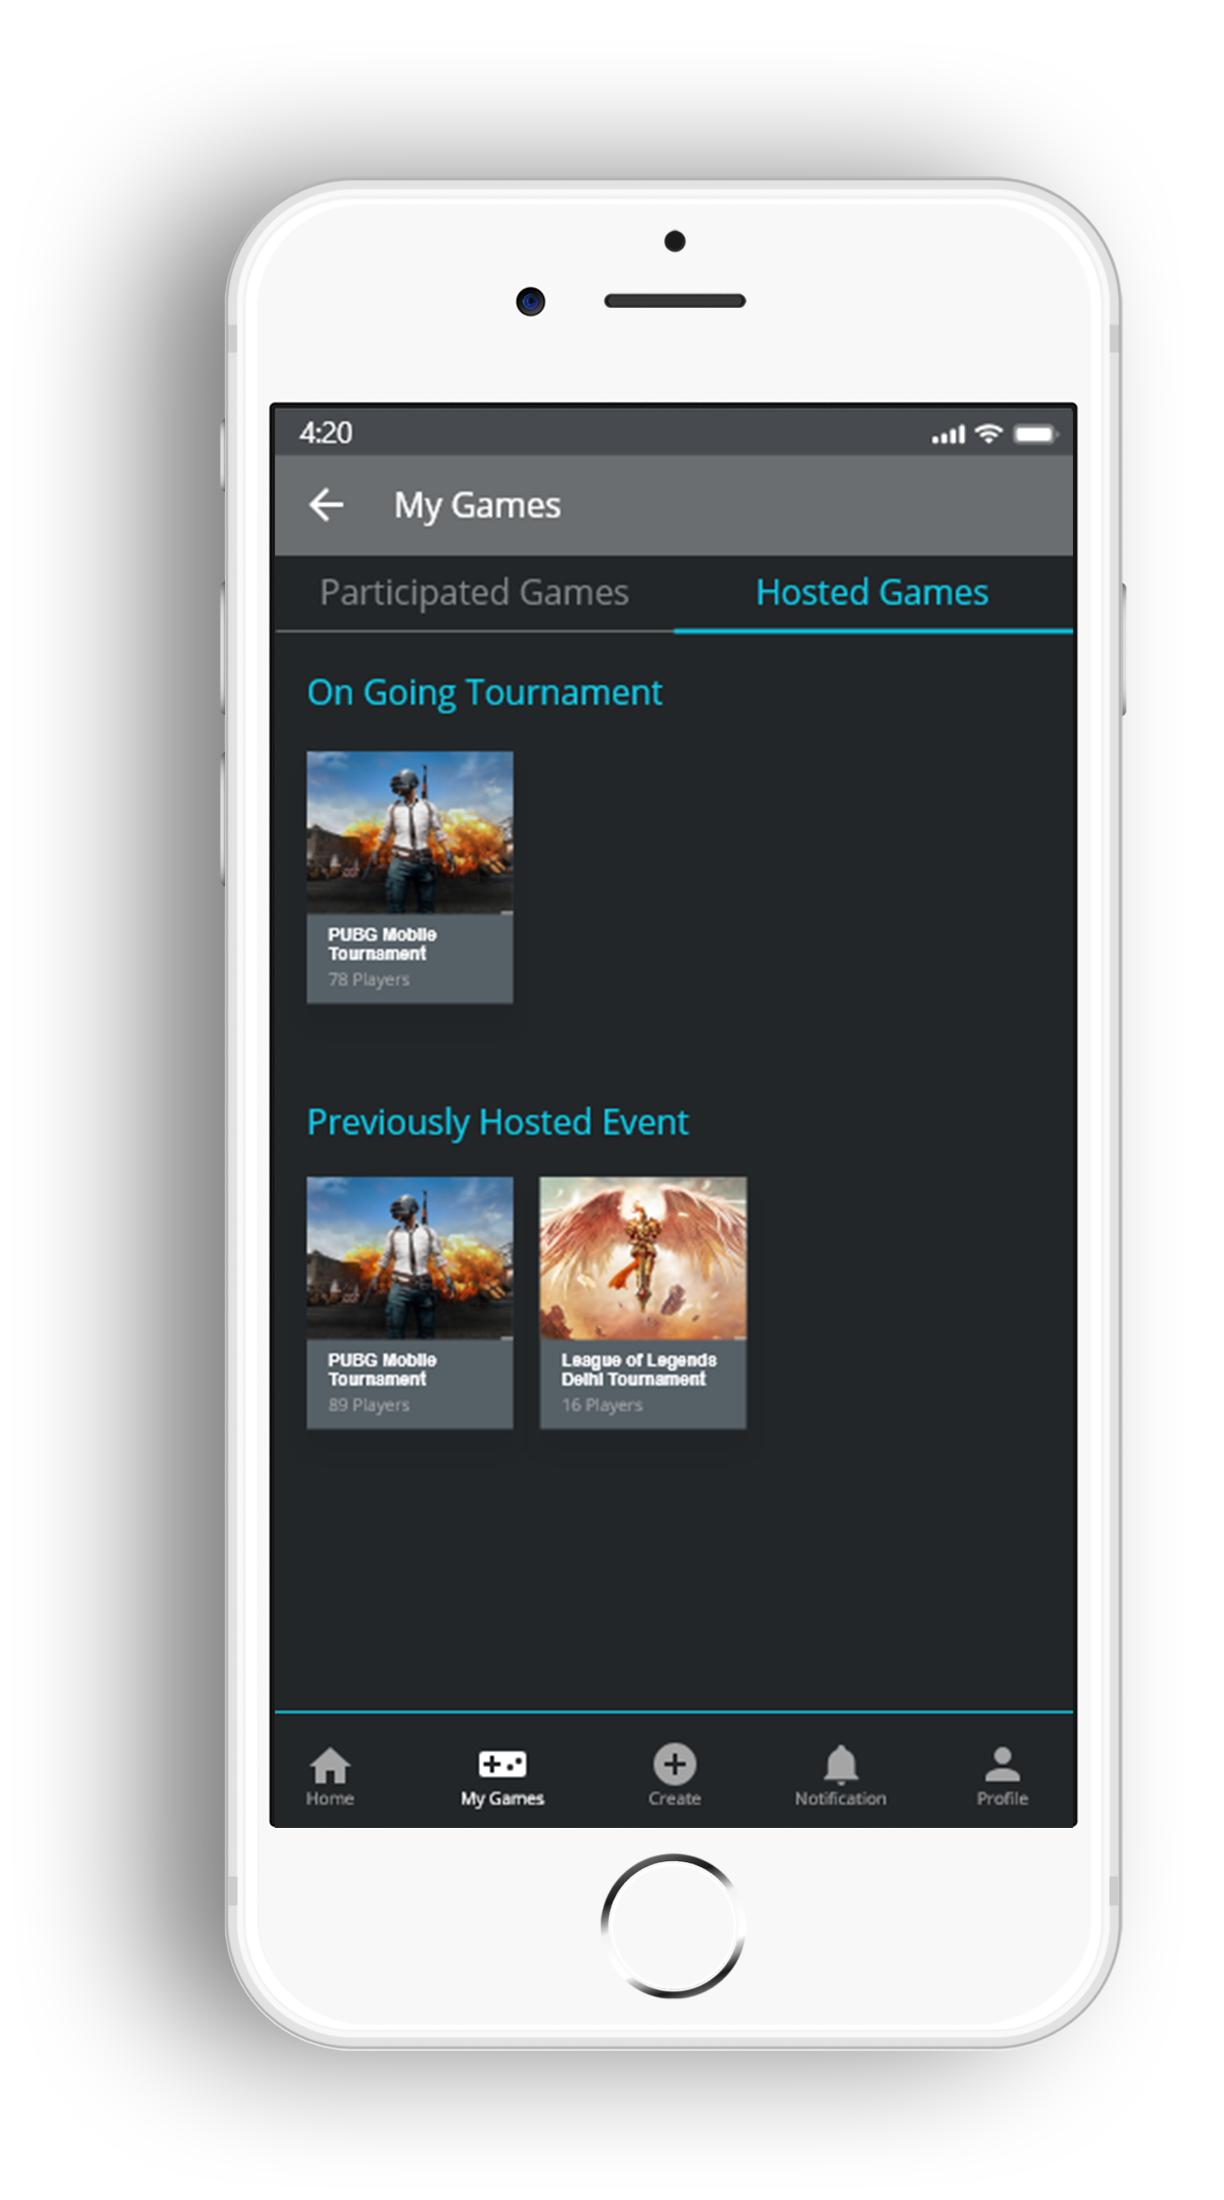 4:20
My Games
Participated Games
Hosted Games
On Going Tournament
PUBG Mobile
Tournament
78 Players
Previously Hosted Event
PUBG Mobile
Tournament
89 Players
League of Legends
Delhi Tournament
16 Players
Home
My Games
Create
Notification
Profile